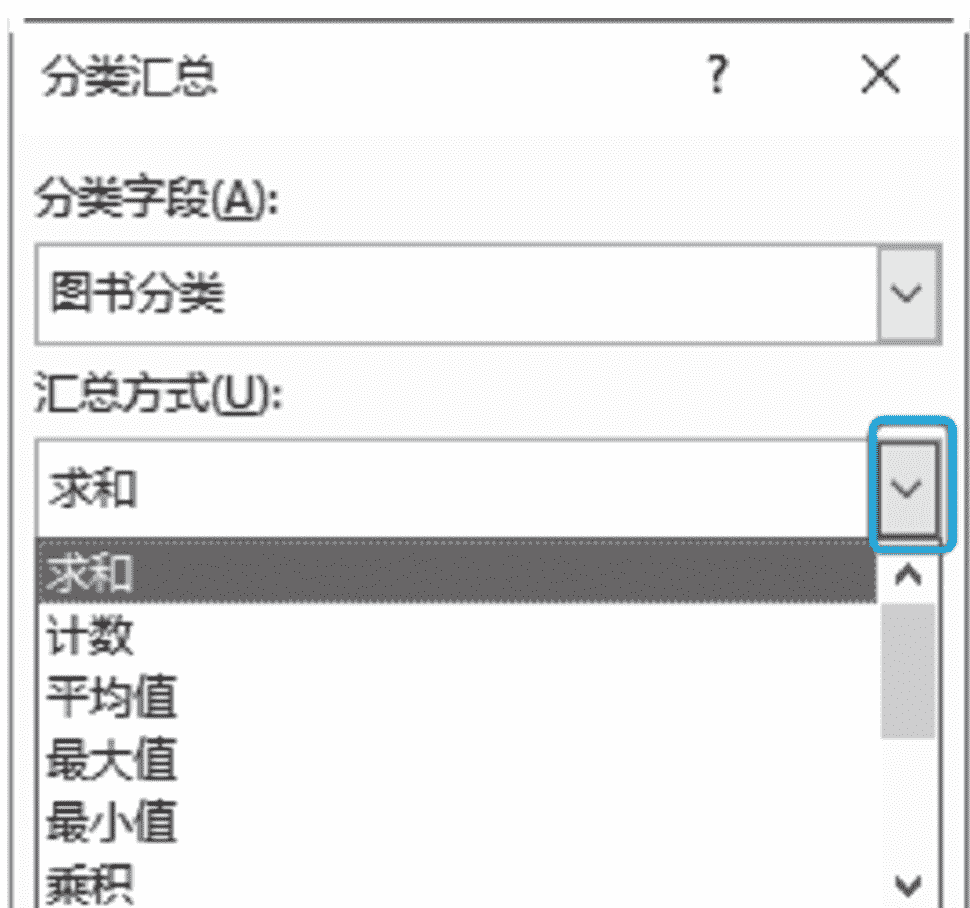 分类汇总 ?
分类字段(A):
图书分类
汇总方式(U):
求和
求和
计数
平均值
最大值
最小值
乘积